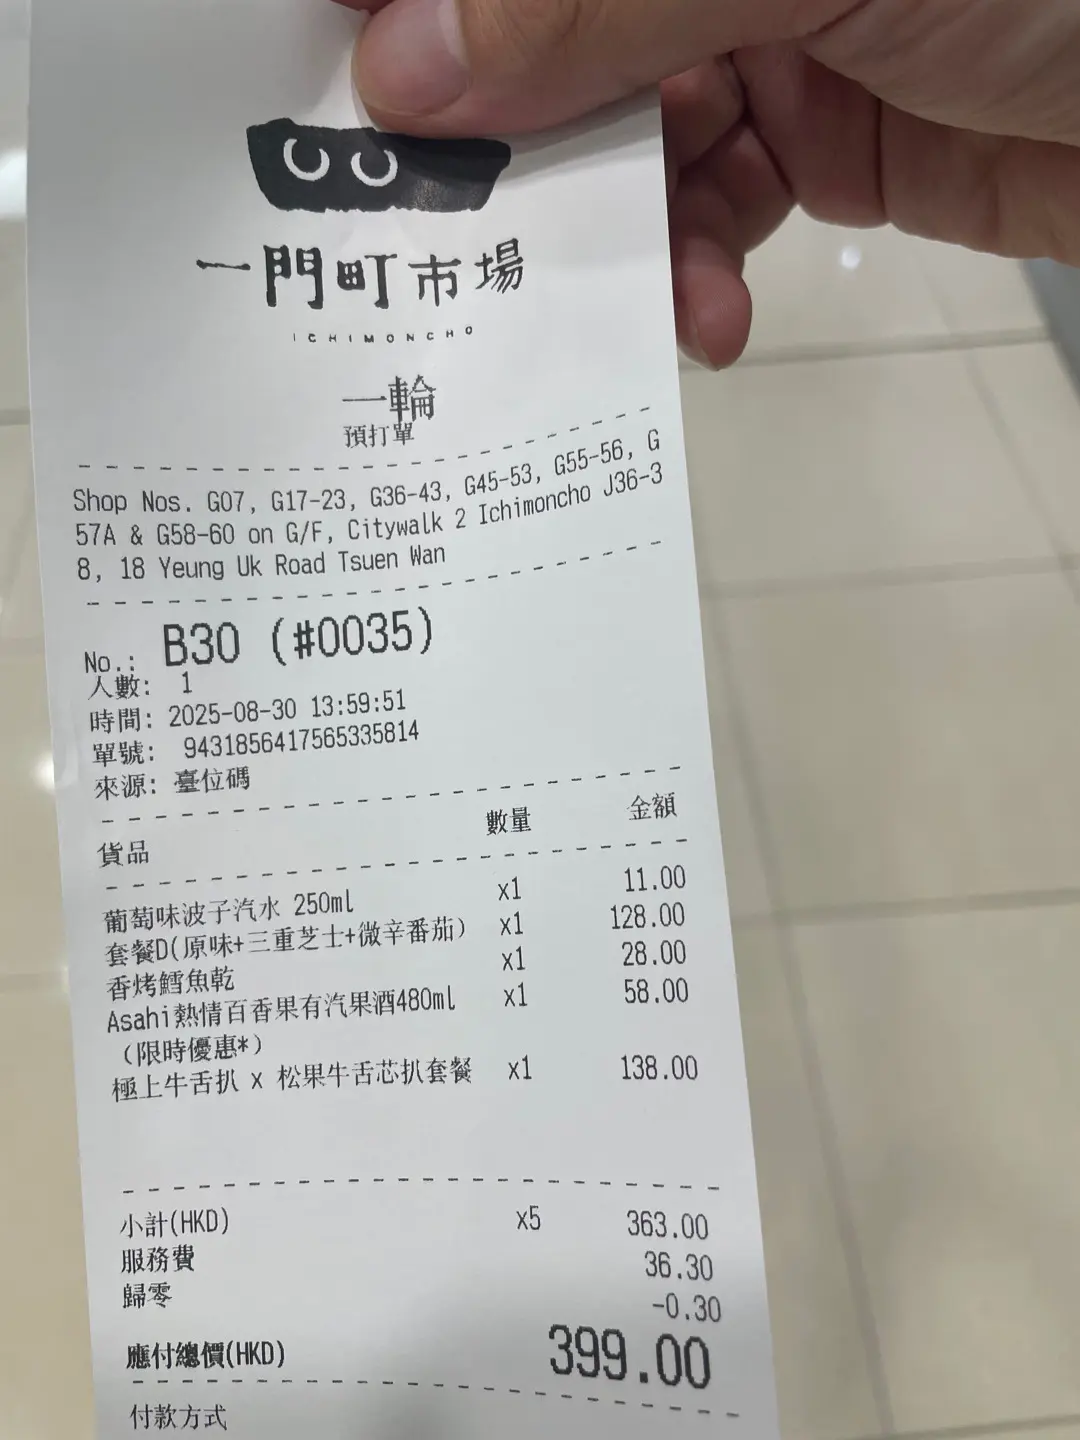 一門町市場
ICHIMONCHO
一輪
預打單
Shop Nos. G07, G17-23, G36-43, G45-53, G55-56, G
57A & G58-60 on G/F, Citywalk 2 Ichimoncho J36-3
8, 18 Yeung Uk Road Tsuen Wan
No.: B30 (#0035)
人數: 1
時間: 2025-08-30 13:59:51
單號: 9431856417565335814
來源: 臺位碼
貨品 數量 金額
葡萄味波子汽水 250ml x1 11.00
套餐D(原味+三重芝士+微辛番茄) x1 128.00
香烤鱈魚乾 x1 28.00
Asahi熱情百香果有汽果酒480ml x1 58.00
（限時優惠*）
極上牛舌扒 x 松果牛舌芯扒套餐 x1 138.00
小計(HKD) x5 363.00
服務費 36.30
歸零 -0.30
應付總價(HKD) 399.00
付款方式